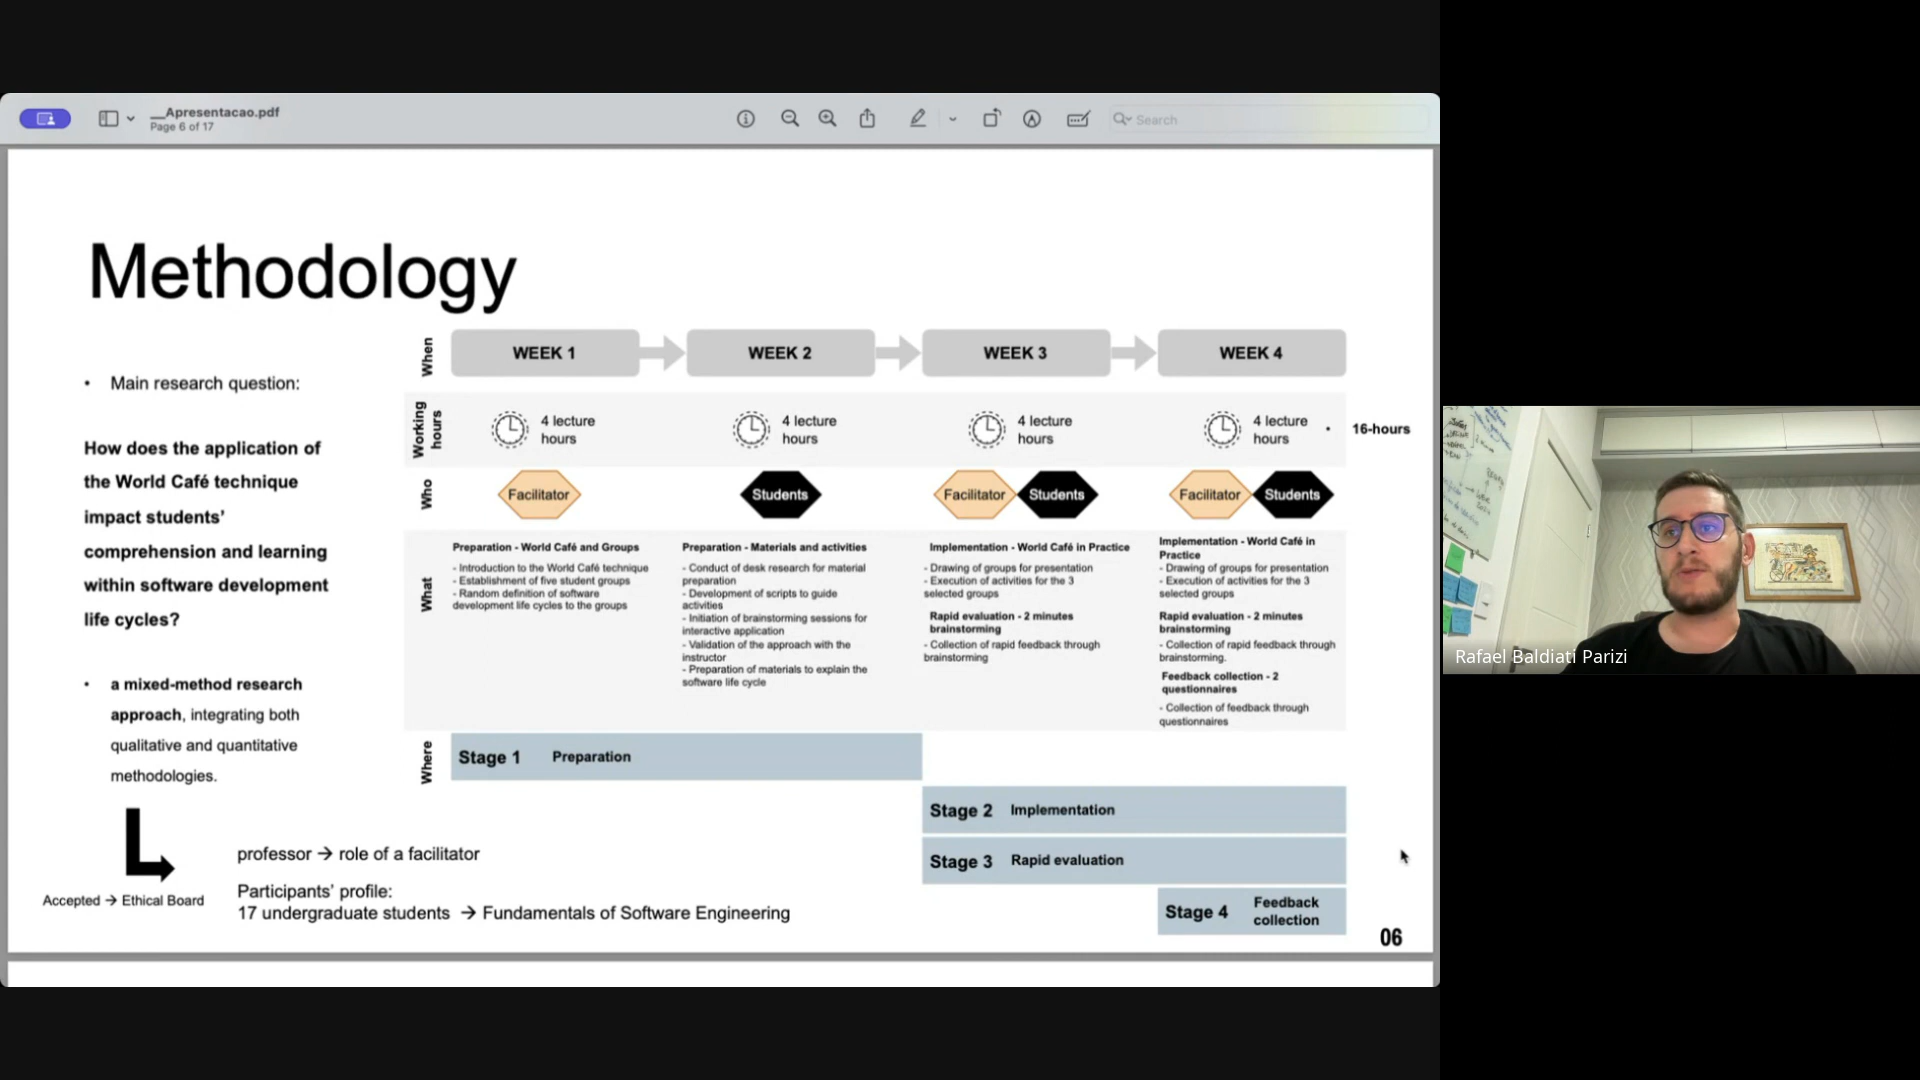 __Apresentacao.pdf
Page 6 of 17
Search
Methodology
• Main research question:
How does the application of
the World Café technique
impact students'
comprehension and learning
within software development
life cycles?
• a mixed-method research
approach, integrating both
qualitative and quantitative
methodologies.
Accepted → Ethical Board
professor → role of a facilitator
Participants' profile:
17 undergraduate students → Fundamentals of Software Engineering
When
WEEK 1
WEEK 2
WEEK 3
WEEK 4
Working
hours
4 lecture
hours
4 lecture
hours
4 lecture
hours
4 lecture
hours
• 16-hours
Who
Facilitator
Students
Facilitator
Students
Facilitator
Students
What
Preparation - World Café and Groups
- Introduction to the World Café technique
- Establishment of five student groups
- Random definition of software
development life cycles to the groups
Preparation - Materials and activities
- Conduct of desk research for material
preparation
- Development of scripts to guide
activities
- Initiation of brainstorming sessions for
interactive application
- Validation of the approach with the
instructor
- Preparation of materials to explain the
software life cycle
Implementation - World Café in Practice
- Drawing of groups for presentation
- Execution of activities for the 3
selected groups
Rapid evaluation - 2 minutes
brainstorming
- Collection of rapid feedback through
brainstorming
Implementation - World Café in
Practice
- Drawing of groups for presentation
- Execution of activities for the 3
selected groups
Rapid evaluation - 2 minutes
brainstorming
- Collection of rapid feedback through
brainstorming.
Feedback collection - 2
questionnaires
- Collection of feedback through
questionnaires
Where
Stage 1 Preparation
Stage 2 Implementation
Stage 3 Rapid evaluation
Stage 4 Feedback
collection
06
Rafael Baldiati Parizi